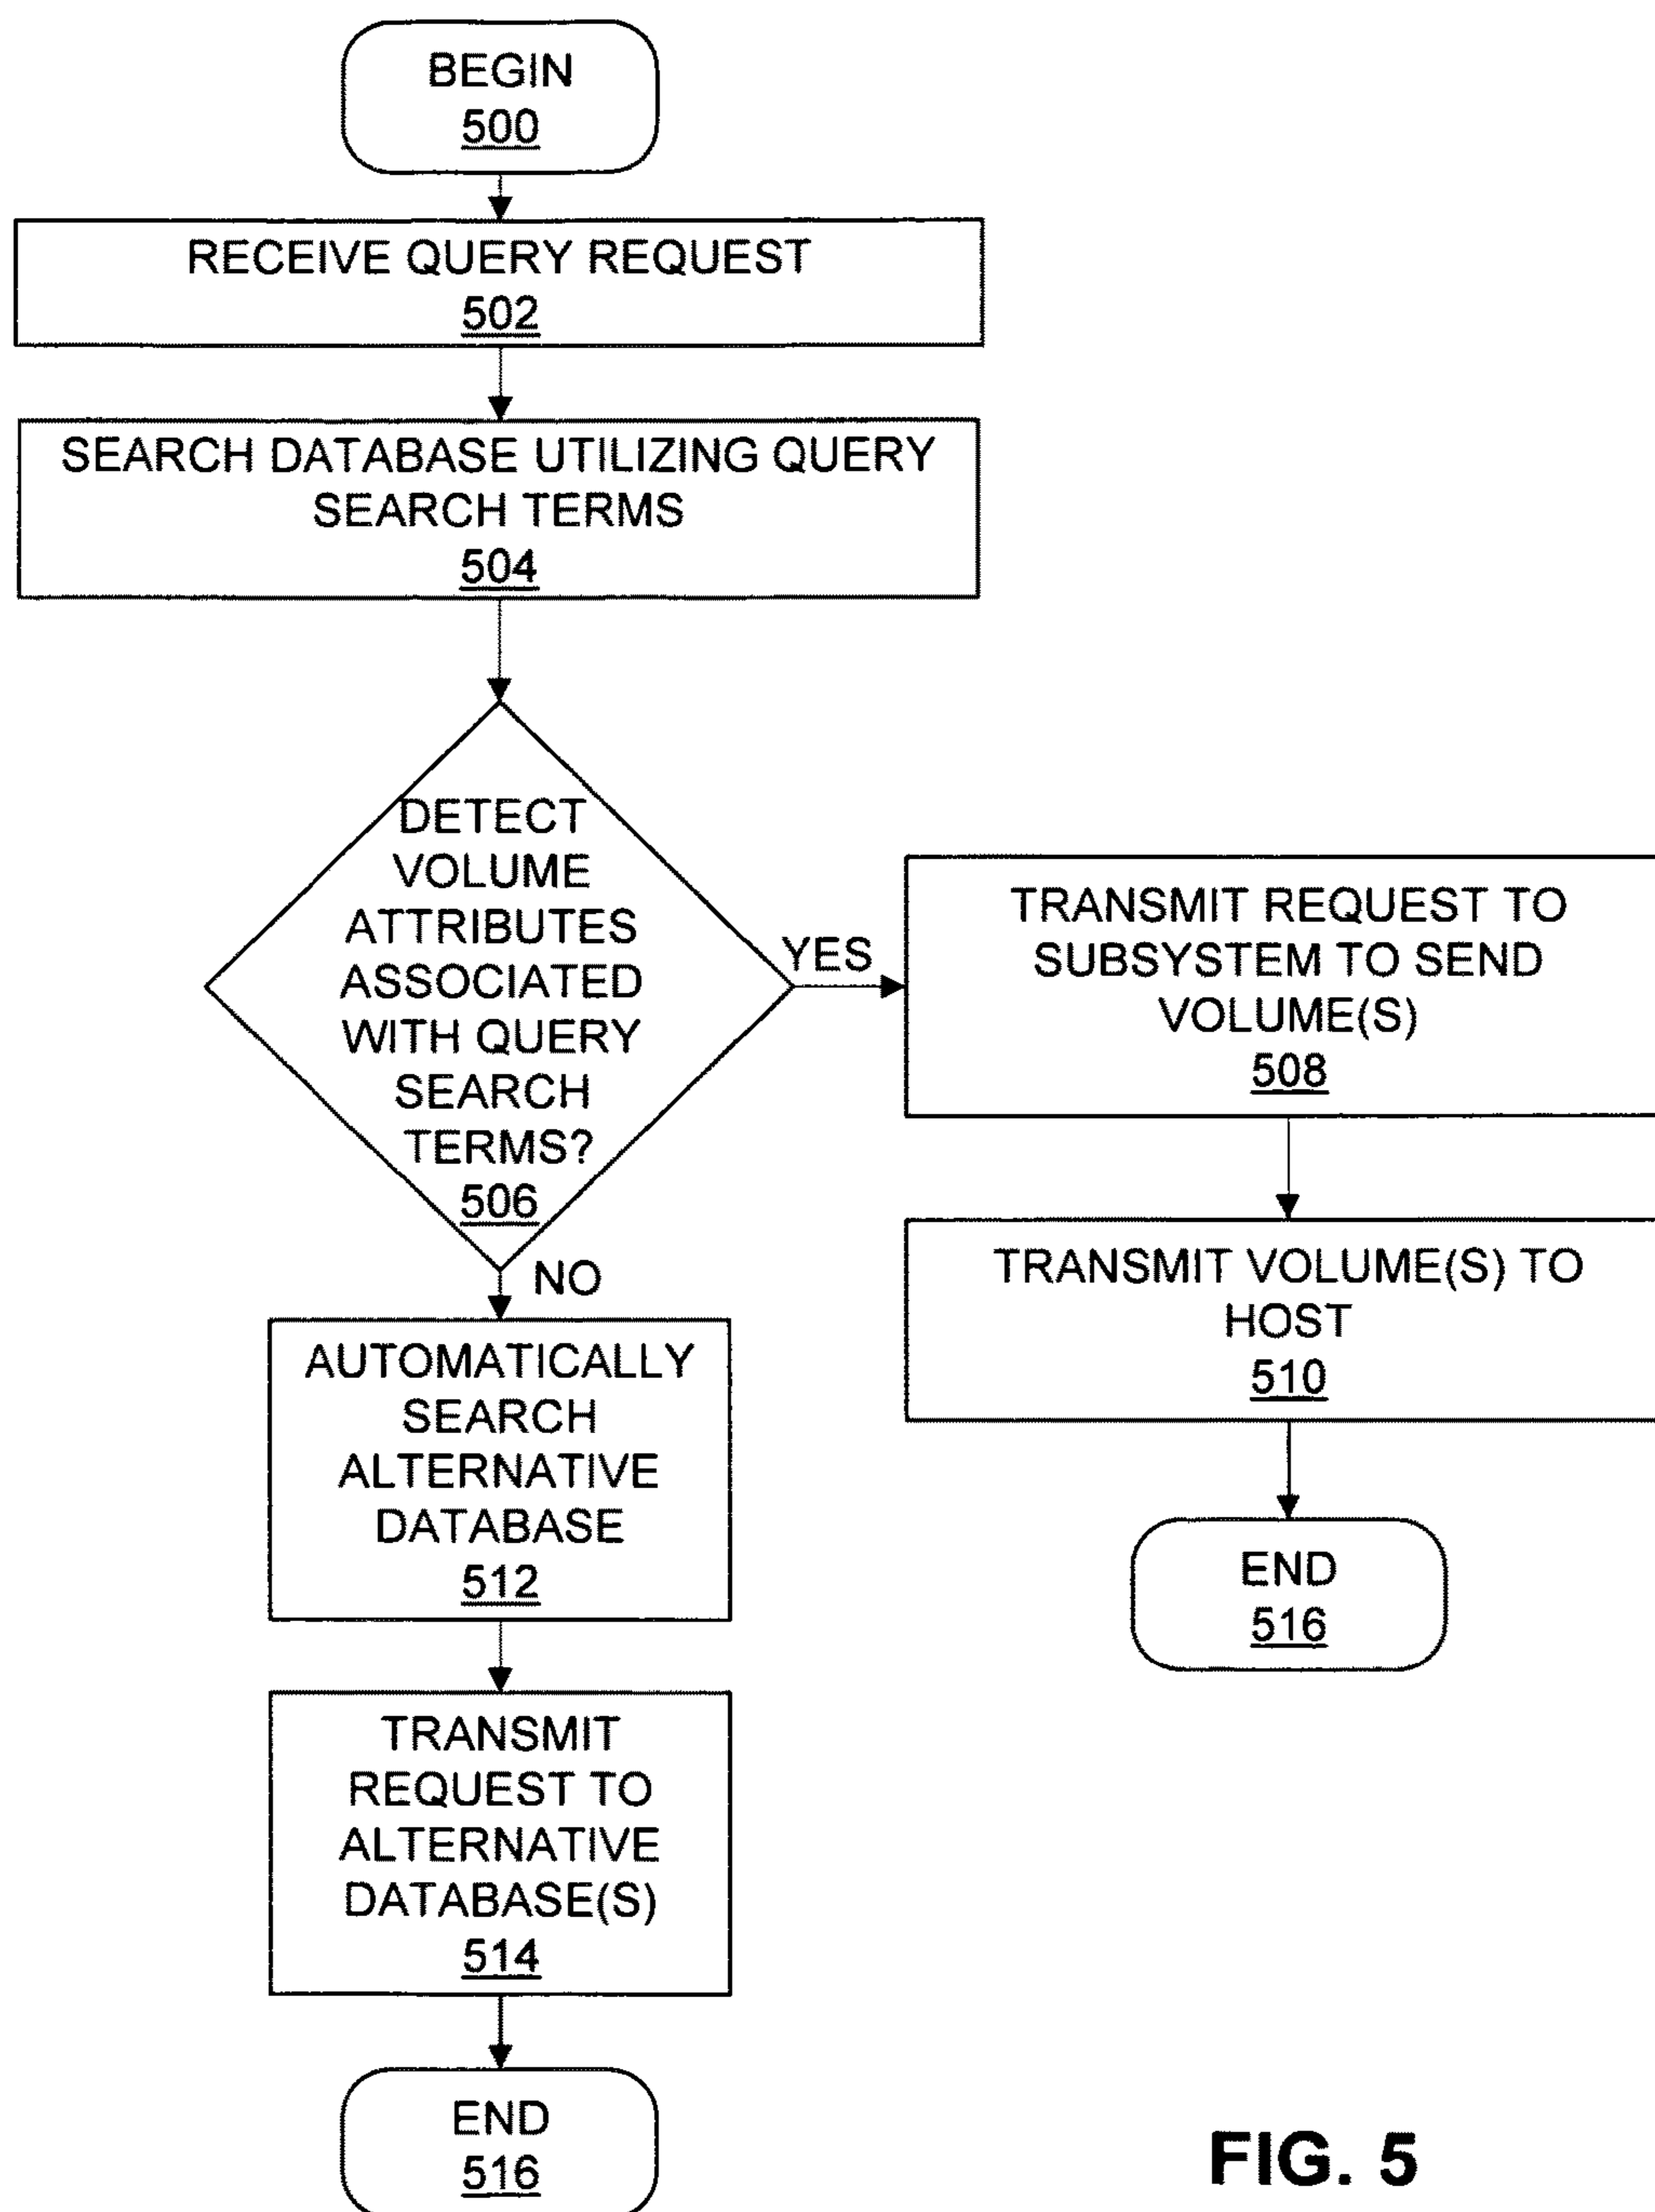 BEGIN
500
RECEIVE QUERY REQUEST
502
SEARCH DATABASE UTILIZING QUERY
SEARCH TERMS
504
DETECT
VOLUME
ATTRIBUTES
ASSOCIATED
WITH QUERY
SEARCH
TERMS?
506
YES
TRANSMIT REQUEST TO
SUBSYSTEM TO SEND
VOLUME(S)
508
TRANSMIT VOLUME(S) TO
HOST
510
END
516
NO
AUTOMATICALLY
SEARCH
ALTERNATIVE
DATABASE
512
TRANSMIT
REQUEST TO
ALTERNATIVE
DATABASE(S)
514
END
516
FIG. 5